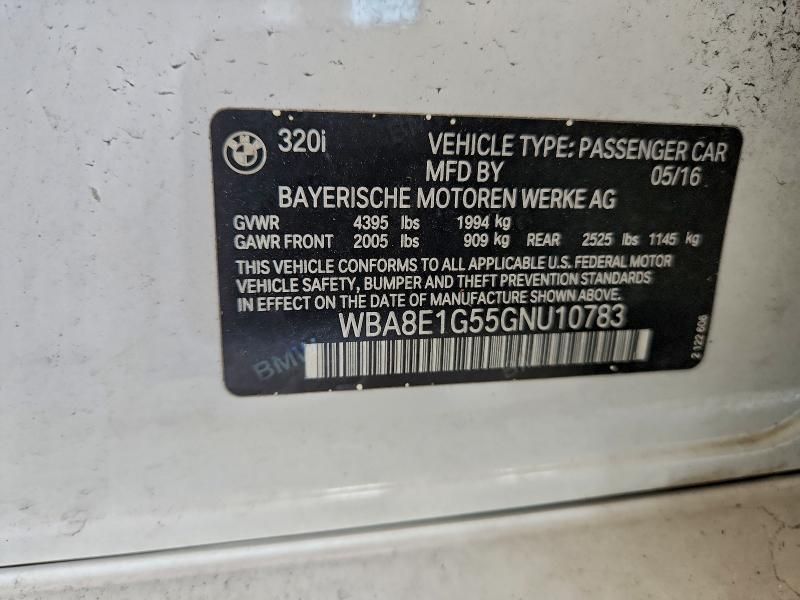 320i VEHICLE TYPE: PASSENGER CAR
MFD BY 05/16
BAYERISCHE MOTOREN WERKE AG
GVWR 4395 lbs 1994 kg
GAWR FRONT 2005 lbs 909 kg REAR 2525 lbs 1145 kg
THIS VEHICLE CONFORMS TO ALL APPLICABLE U.S. FEDERAL MOTOR
VEHICLE SAFETY, BUMPER AND THEFT PREVENTION STANDARDS
IN EFFECT ON THE DATE OF MANUFACTURE SHOWN ABOVE.
WBA8E1G55GNU10783
BMW
2 122 606